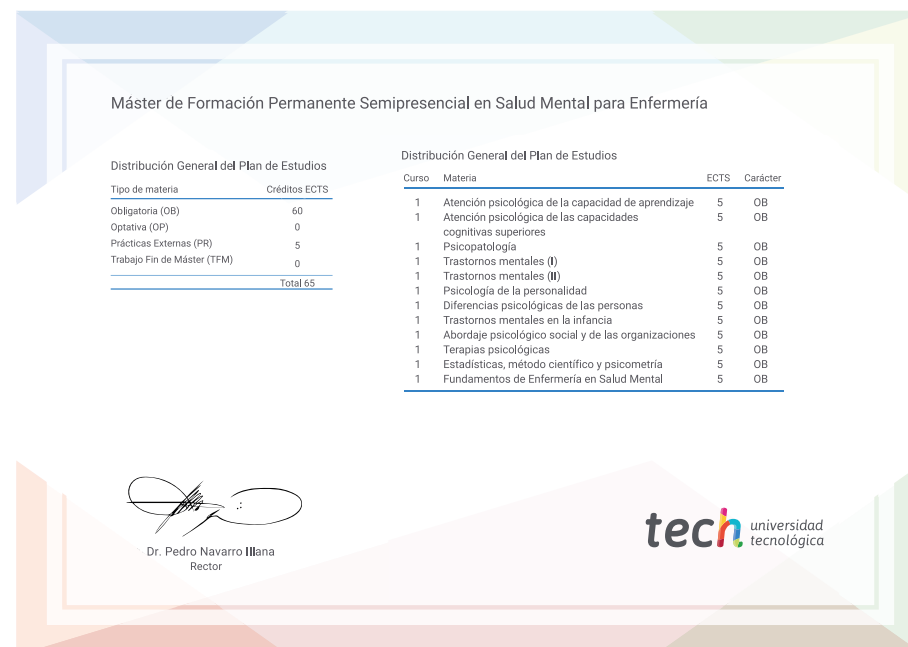 Máster de Formación Permanente Semipresencial en Salud Mental para Enfermería
Distribución General del Plan de Estudios
Tipo de materia Créditos ECTS
Obligatoria (OB) 60
Optativa (OP) 0
Prácticas Externas (PR) 5
Trabajo Fin de Máster (TFM) 0
Total 65
Distribución General del Plan de Estudios
Curso Materia ECTS Carácter
1 Atención psicológica de la capacidad de aprendizaje 5 OB
1 Atención psicológica de las capacidades 5 OB
cognitivas superiores
1 Psicopatología 5 OB
1 Trastornos mentales (I) 5 OB
1 Trastornos mentales (II) 5 OB
1 Psicología de la personalidad 5 OB
1 Diferencias psicológicas de las personas 5 OB
1 Trastornos mentales en la infancia 5 OB
1 Abordaje psicológico social y de las organizaciones 5 OB
1 Terapias psicológicas 5 OB
1 Estadísticas, método científico y psicometría 5 OB
1 Fundamentos de Enfermería en Salud Mental 5 OB
Dr. Pedro Navarro Illana
Rector
tech universidad
tecnológica